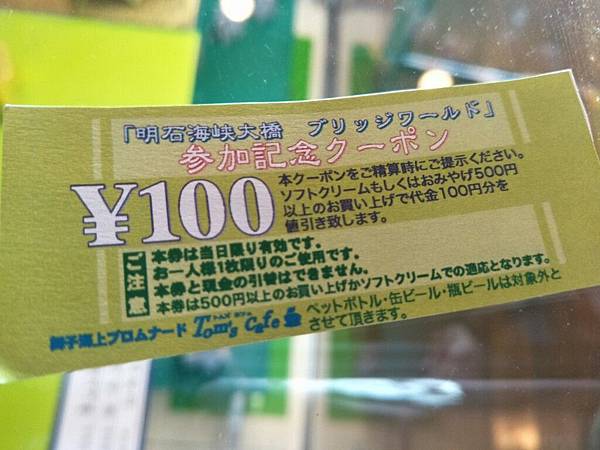 「明石海峡大橋 ブリッジワールド」
参加記念クーポン
¥100
本クーポンをご精算時にご提示ください。
ソフトクリームもしくはおみやげ500円
以上のお買い上げで代金100円分を
値引き致します。
ご注意
本券は当日限り有効です。
お一人様1枚限りのご使用です。
本券と現金の引替はできません。
本券は500円以上のお買い上げかソフトクリームでの適応となります。
ペットボトル・缶ビール・瓶ビールは対象外と
させて頂きます。
舞子海上プロムナード Tom's Cafe